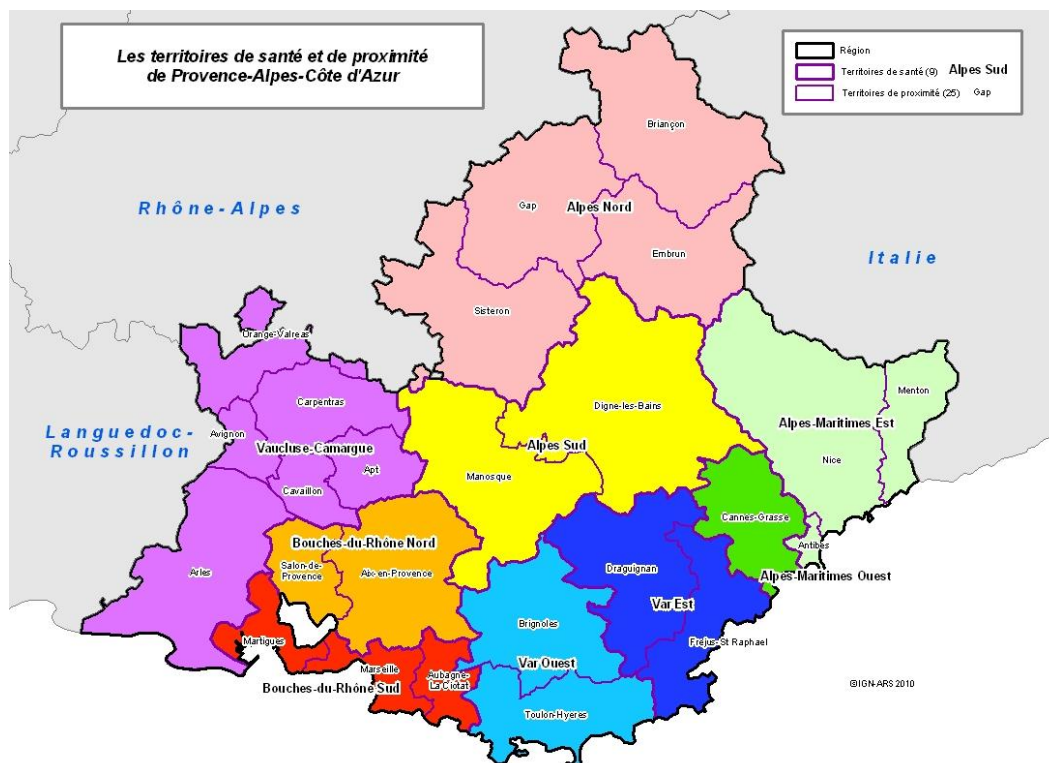 Les territoires de santé et de proximité
de Provence-Alpes-Côte d'Azur
Région
Territoires de santé (9) Alpes Sud
Territoires de proximité (25) Gap
Briançon
Rhône-Alpes
Gap
Alpes Nord
Embrun
Italie
Sisteron
Orange-Valreas
Carpentras
Digne-les-Bains
Menton
Avignon
Languedoc-
Roussillon
Vaucluse-Camargue
Alpes Sud
Alpes-Maritimes Est
Apt
Manosque
Nice
Cavaillon
Cannes-Grasse
Bouches-du-Rhône Nord
Antibes
Arles
Salon-de-
Provence
Aix-en-Provence
Draguignan
Alpes-Maritimes Ouest
Var Est
Brignoles
Martigues
Fréjus-St Raphael
Marseille
Var Ouest
Aubagne-
La Ciotat
Bouches-du-Rhône Sud
©IGN-ARS 2010
Toulon-Hyeres